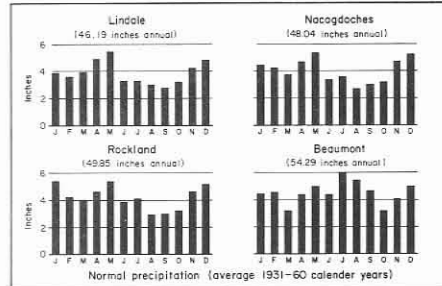 Lindale
(46.19 inches annual)
Nacogdoches
(48.04 inches annual)
Inches
6
4
2
0
J F M A M J J A S O N D
J F M A M J J A S O N D
Rockland
(49.85 inches annual)
Beaumont
(54.29 inches annual)
Inches
6
4
2
0
J F M A M J J A S O N D
J F M A M J J A S O N D
Normal precipitation (average 1931-60 calender years)